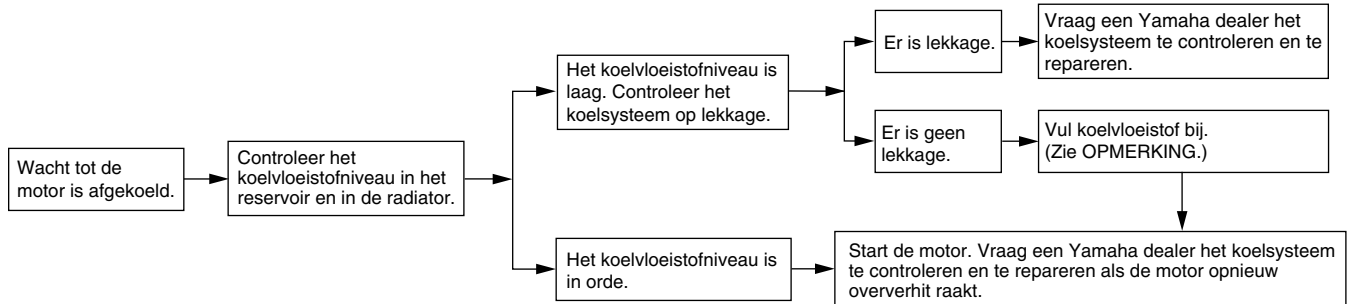 Wacht tot de
motor is afgekoeld.
Controleer het
koelvloeistofniveau in het
reservoir en in de radiator.
Het koelvloeistofniveau is
laag. Controleer het
koelsysteem op lekkage.
Er is lekkage.
Vraag een Yamaha dealer het
koelsysteem te controleren en te
repareren.
Er is geen
lekkage.
Vul koelvloeistof bij.
(Zie OPMERKING.)
Het koelvloeistofniveau is
in orde.
Start de motor. Vraag een Yamaha dealer het koelsysteem
te controleren en te repareren als de motor opnieuw
oververhit raakt.